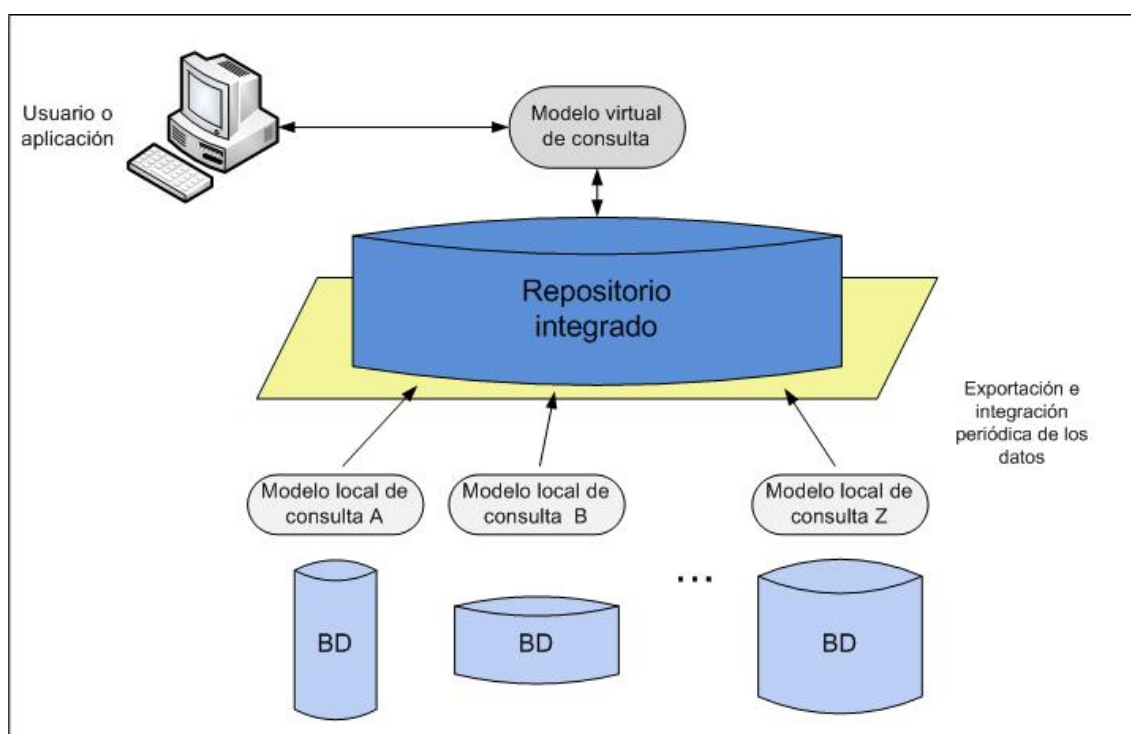 Usuario o
aplicación
Modelo virtual
de consulta
Repositorio
integrado
Exportación e
integración
periódica de los
datos
Modelo local de
consulta A
Modelo local de
consulta B
Modelo local de
consulta Z
...
BD
BD
BD